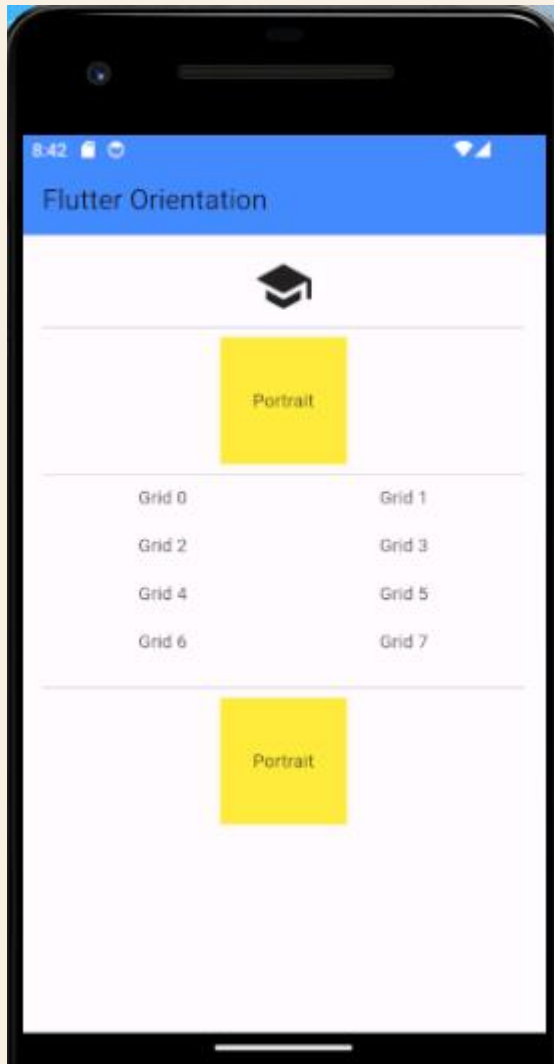 8:42
Flutter Orientation
Portrait
Grid 0 Grid 1
Grid 2 Grid 3
Grid 4 Grid 5
Grid 6 Grid 7
Portrait